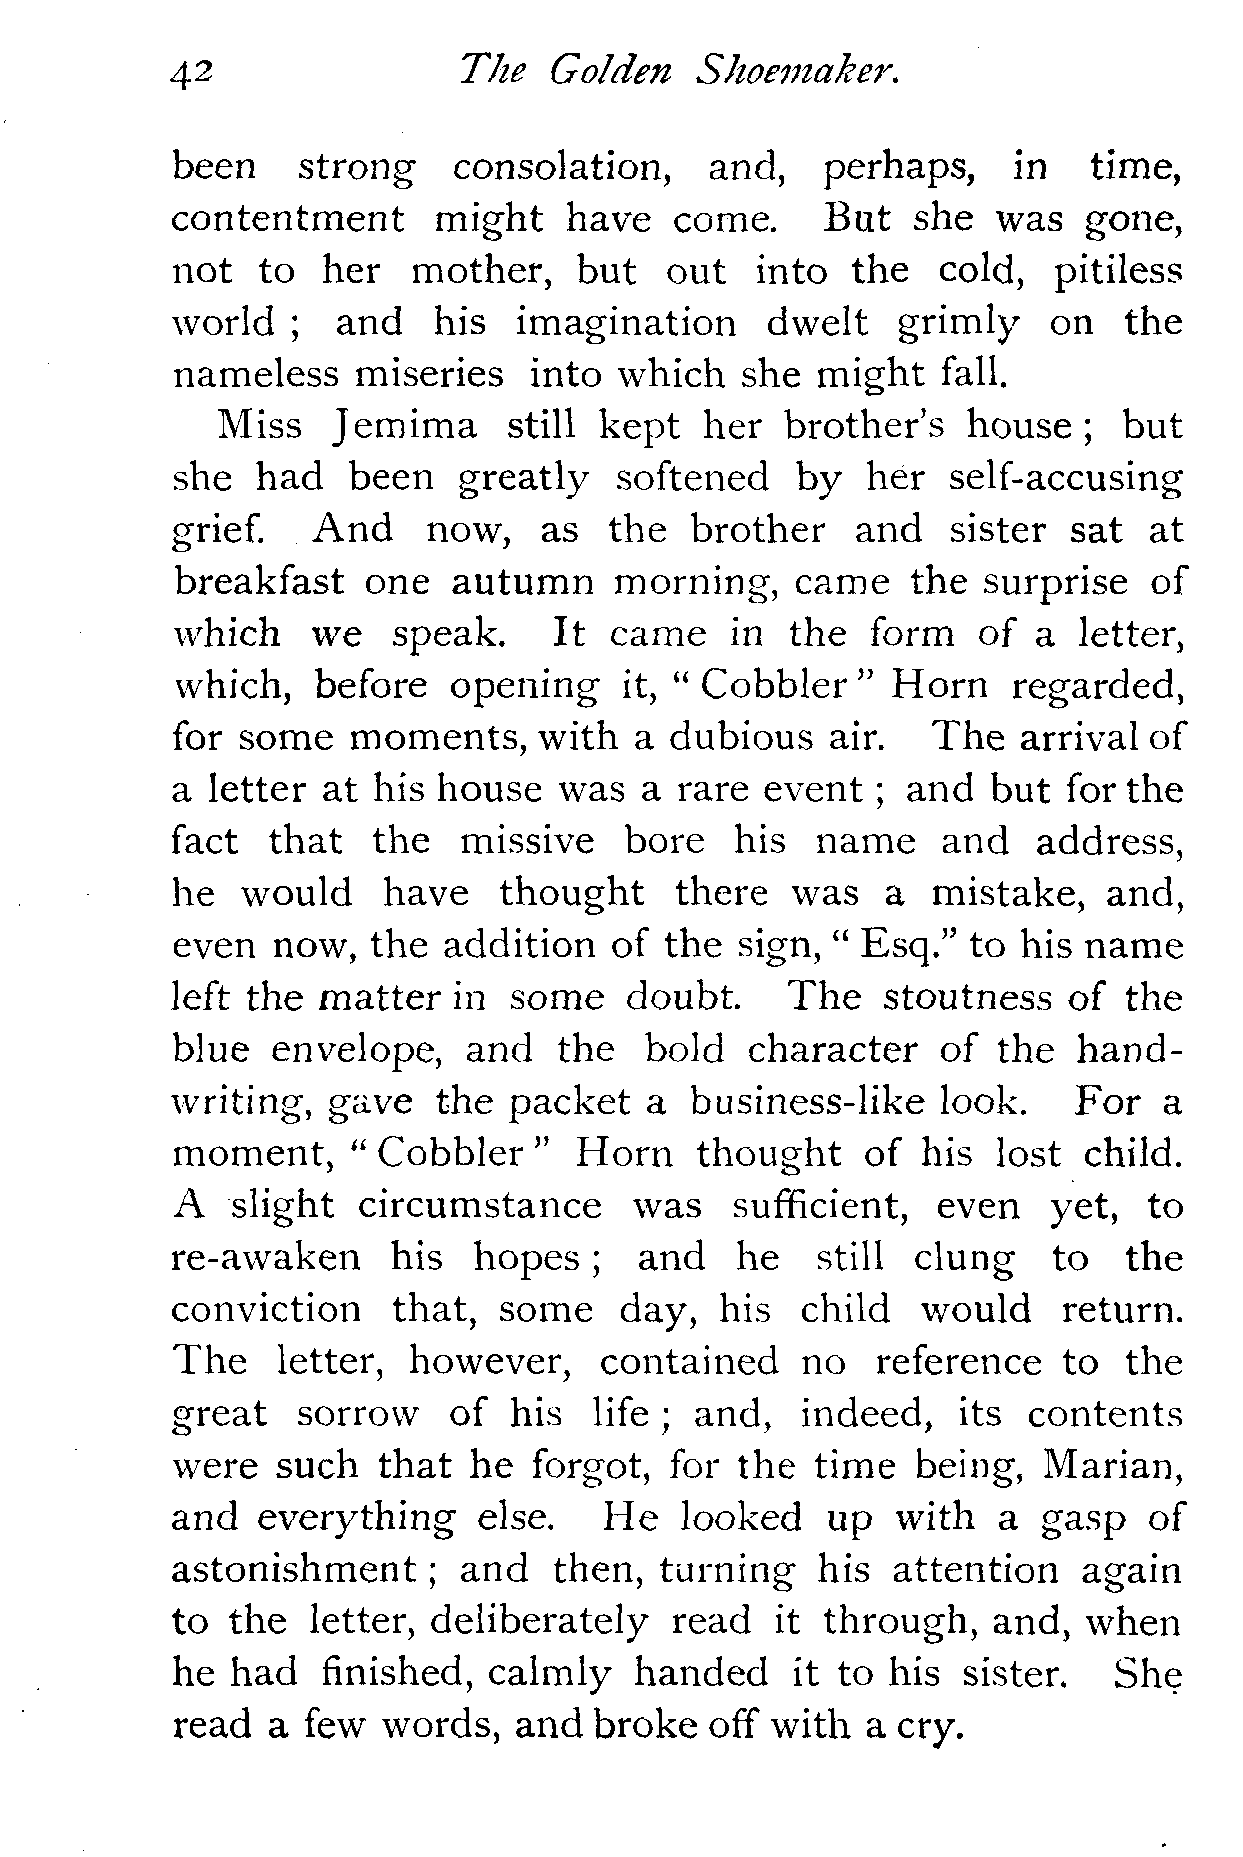 42 The Golden Shoemaker.
been strong consolation, and, perhaps, in time,
contentment might have come. But she was gone,
not to her mother, but out into the cold, pitiless
world ; and his imagination dwelt grimly on the
nameless miseries into which she might fall.
Miss Jemima still kept her brother's house ; but
she had been greatly softened by her self-accusing
grief. And now, as the brother and sister sat at
breakfast one autumn morning, came the surprise of
which we speak. It came in the form of a letter,
which, before opening it, “ Cobbler ” Horn regarded,
for some moments, with a dubious air. The arrival of
a letter at his house was a rare event ; and but for the
fact that the missive bore his name and address,
he would have thought there was a mistake, and,
even now, the addition of the sign, “ Esq.” to his name
left the matter in some doubt. The stoutness of the
blue envelope, and the bold character of the hand-
writing, gave the packet a business-like look. For a
moment, “ Cobbler ” Horn thought of his lost child.
A slight circumstance was sufficient, even yet, to
re-awaken his hopes ; and he still clung to the
conviction that, some day, his child would return.
The letter, however, contained no reference to the
great sorrow of his life ; and, indeed, its contents
were such that he forgot, for the time being, Marian,
and everything else. He looked up with a gasp of
astonishment ; and then, turning his attention again
to the letter, deliberately read it through, and, when
he had finished, calmly handed it to his sister. She
read a few words, and broke off with a cry.